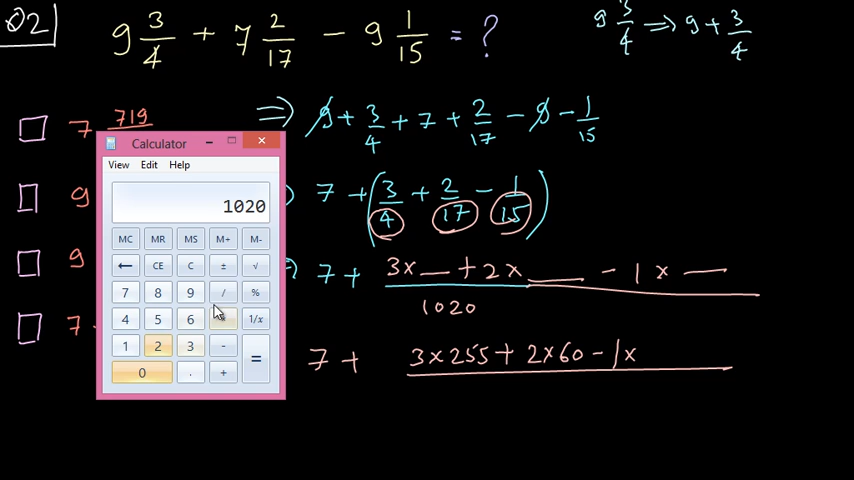 Q2 9 3/4 + 7 2/17 - 9 1/15 = ? 9 3/4 ⇒ 9 + 3/4
7 719
⇒ 9 + 3/4 + 7 + 2/17 - 9 - 1/15
Calculator
View Edit Help
1020
MC MR MS M+ M-
← CE C ± √
7 8 9 / %
4 5 6 * 1/x
1 2 3 - =
0 . +
9
9
7
7 + (3/4 + 2/17 - 1/15)
7 + 3x __ + 2x __ - 1x __
1020
7 + 3x255 + 2x60 - 1x